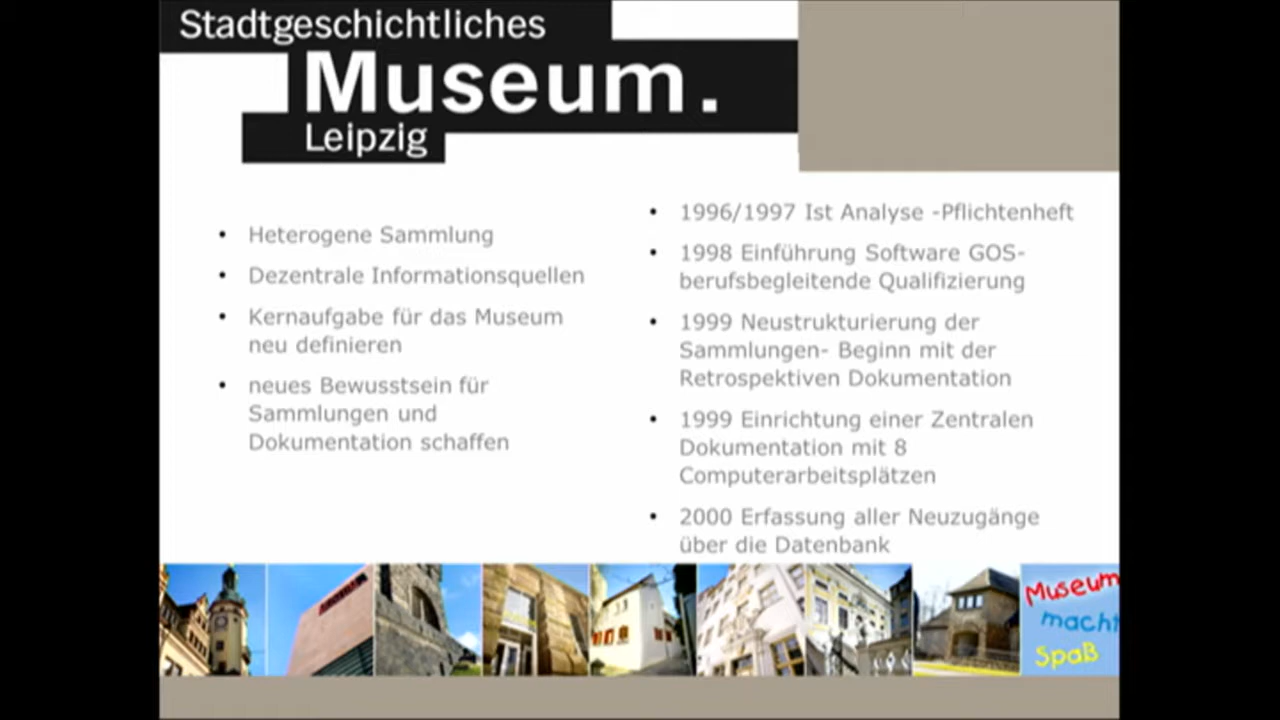 Stadtgeschichtliches
Museum.
Leipzig
• Heterogene Sammlung
• Dezentrale Informationsquellen
• Kernaufgabe für das Museum
neu definieren
• neues Bewusstsein für
Sammlungen und
Dokumentation schaffen
• 1996/1997 Ist Analyse -Pflichtenheft
• 1998 Einführung Software GOS-
berufsbegleitende Qualifizierung
• 1999 Neustrukturierung der
Sammlungen- Beginn mit der
Retrospektiven Dokumentation
• 1999 Einrichtung einer Zentralen
Dokumentation mit 8
Computerarbeitsplätzen
• 2000 Erfassung aller Neuzugänge
über die Datenbank
Museum
macht
Spaß